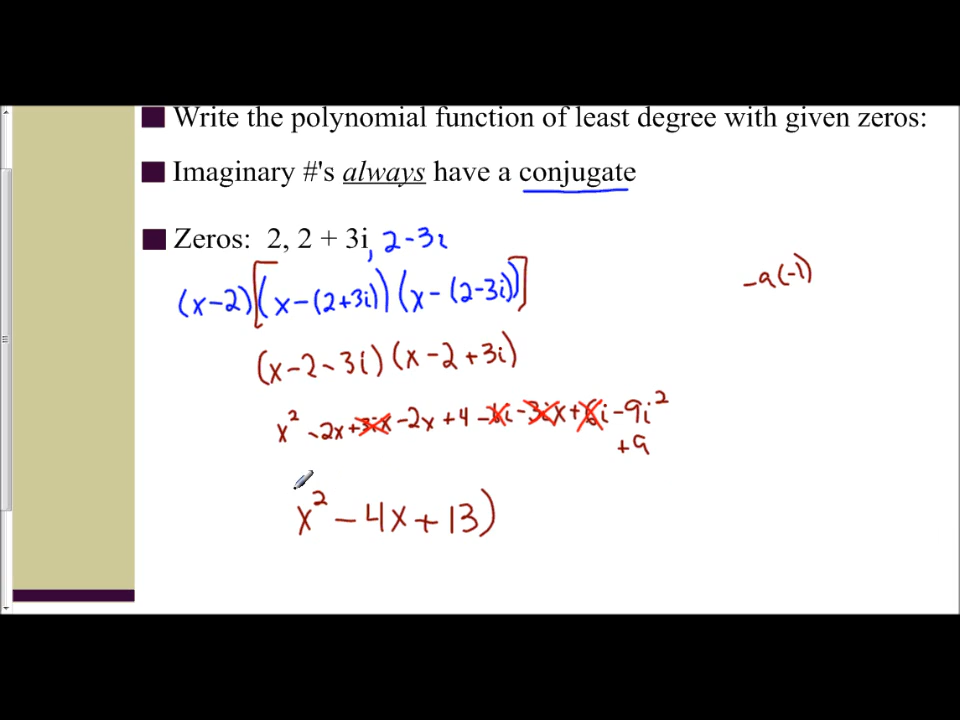 Write the polynomial function of least degree with given zeros:
Imaginary #'s always have a conjugate
Zeros: 2, 2 + 3i, 2-3i
(x-2)[(x-(2+3i))(x-(2-3i))]
-9(-1)
(x-2-3i)(x-2+3i)
x² -2x+3ix-2x+4-6i-3ix+6i-9i²
+9
x²-4x+13)